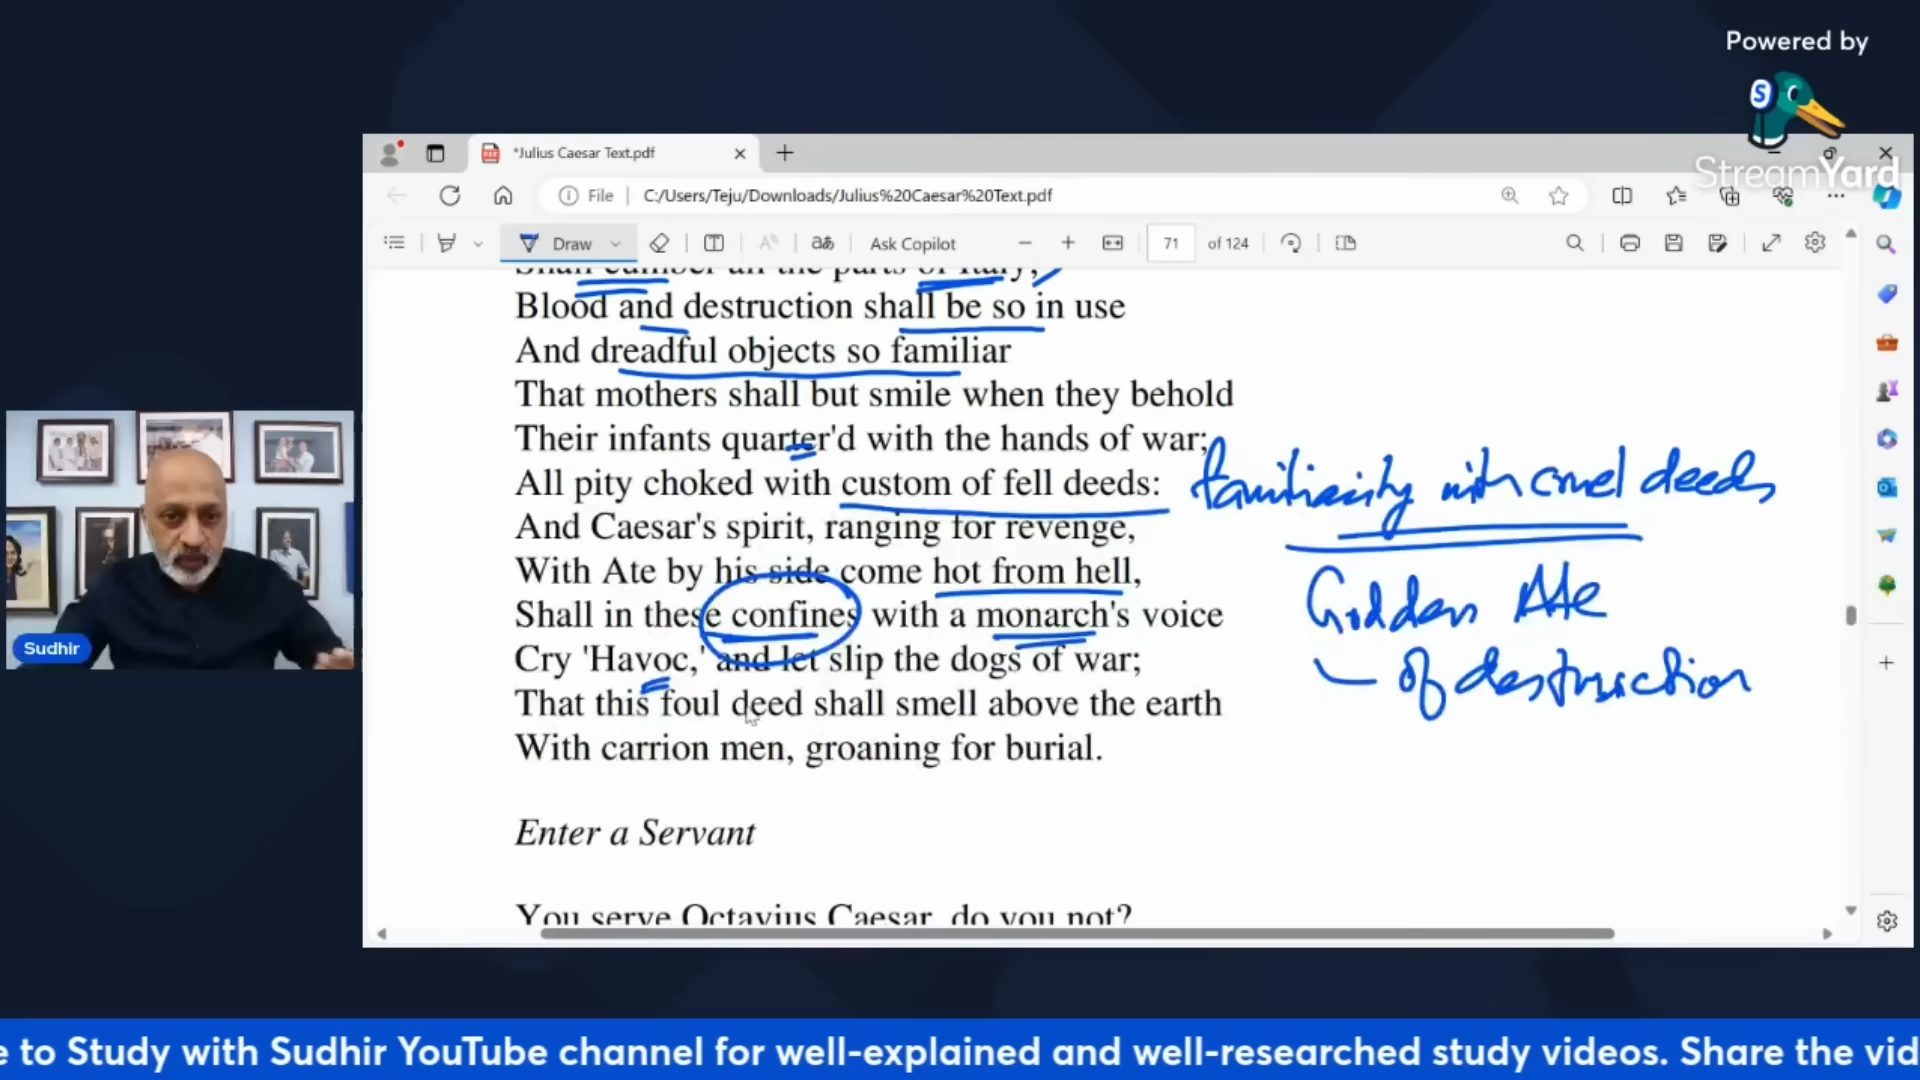 Powered by
S
StreamYard
*Julius Caesar Text.pdf
File
C:/Users/Teju/Downloads/Julius%20Caesar%20Text.pdf
Draw
Ask Copilot
71
of 124
Shall cumber all the parts of Italy;
Blood and destruction shall be so in use
And dreadful objects so familiar
That mothers shall but smile when they behold
Their infants quarter'd with the hands of war;
All pity choked with custom of fell deeds:
familiarity with cruel deeds
And Caesar's spirit, ranging for revenge,
With Ate by his side come hot from hell,
Goddess Ate
Shall in these confines with a monarch's voice
Cry 'Havoc,' and let slip the dogs of war;
of destruction
That this foul deed shall smell above the earth
With carrion men, groaning for burial.
Enter a Servant
You serve Octavius Caesar, do you not?
Sudhir
e to Study with Sudhir YouTube channel for well-explained and well-researched study videos. Share the vid